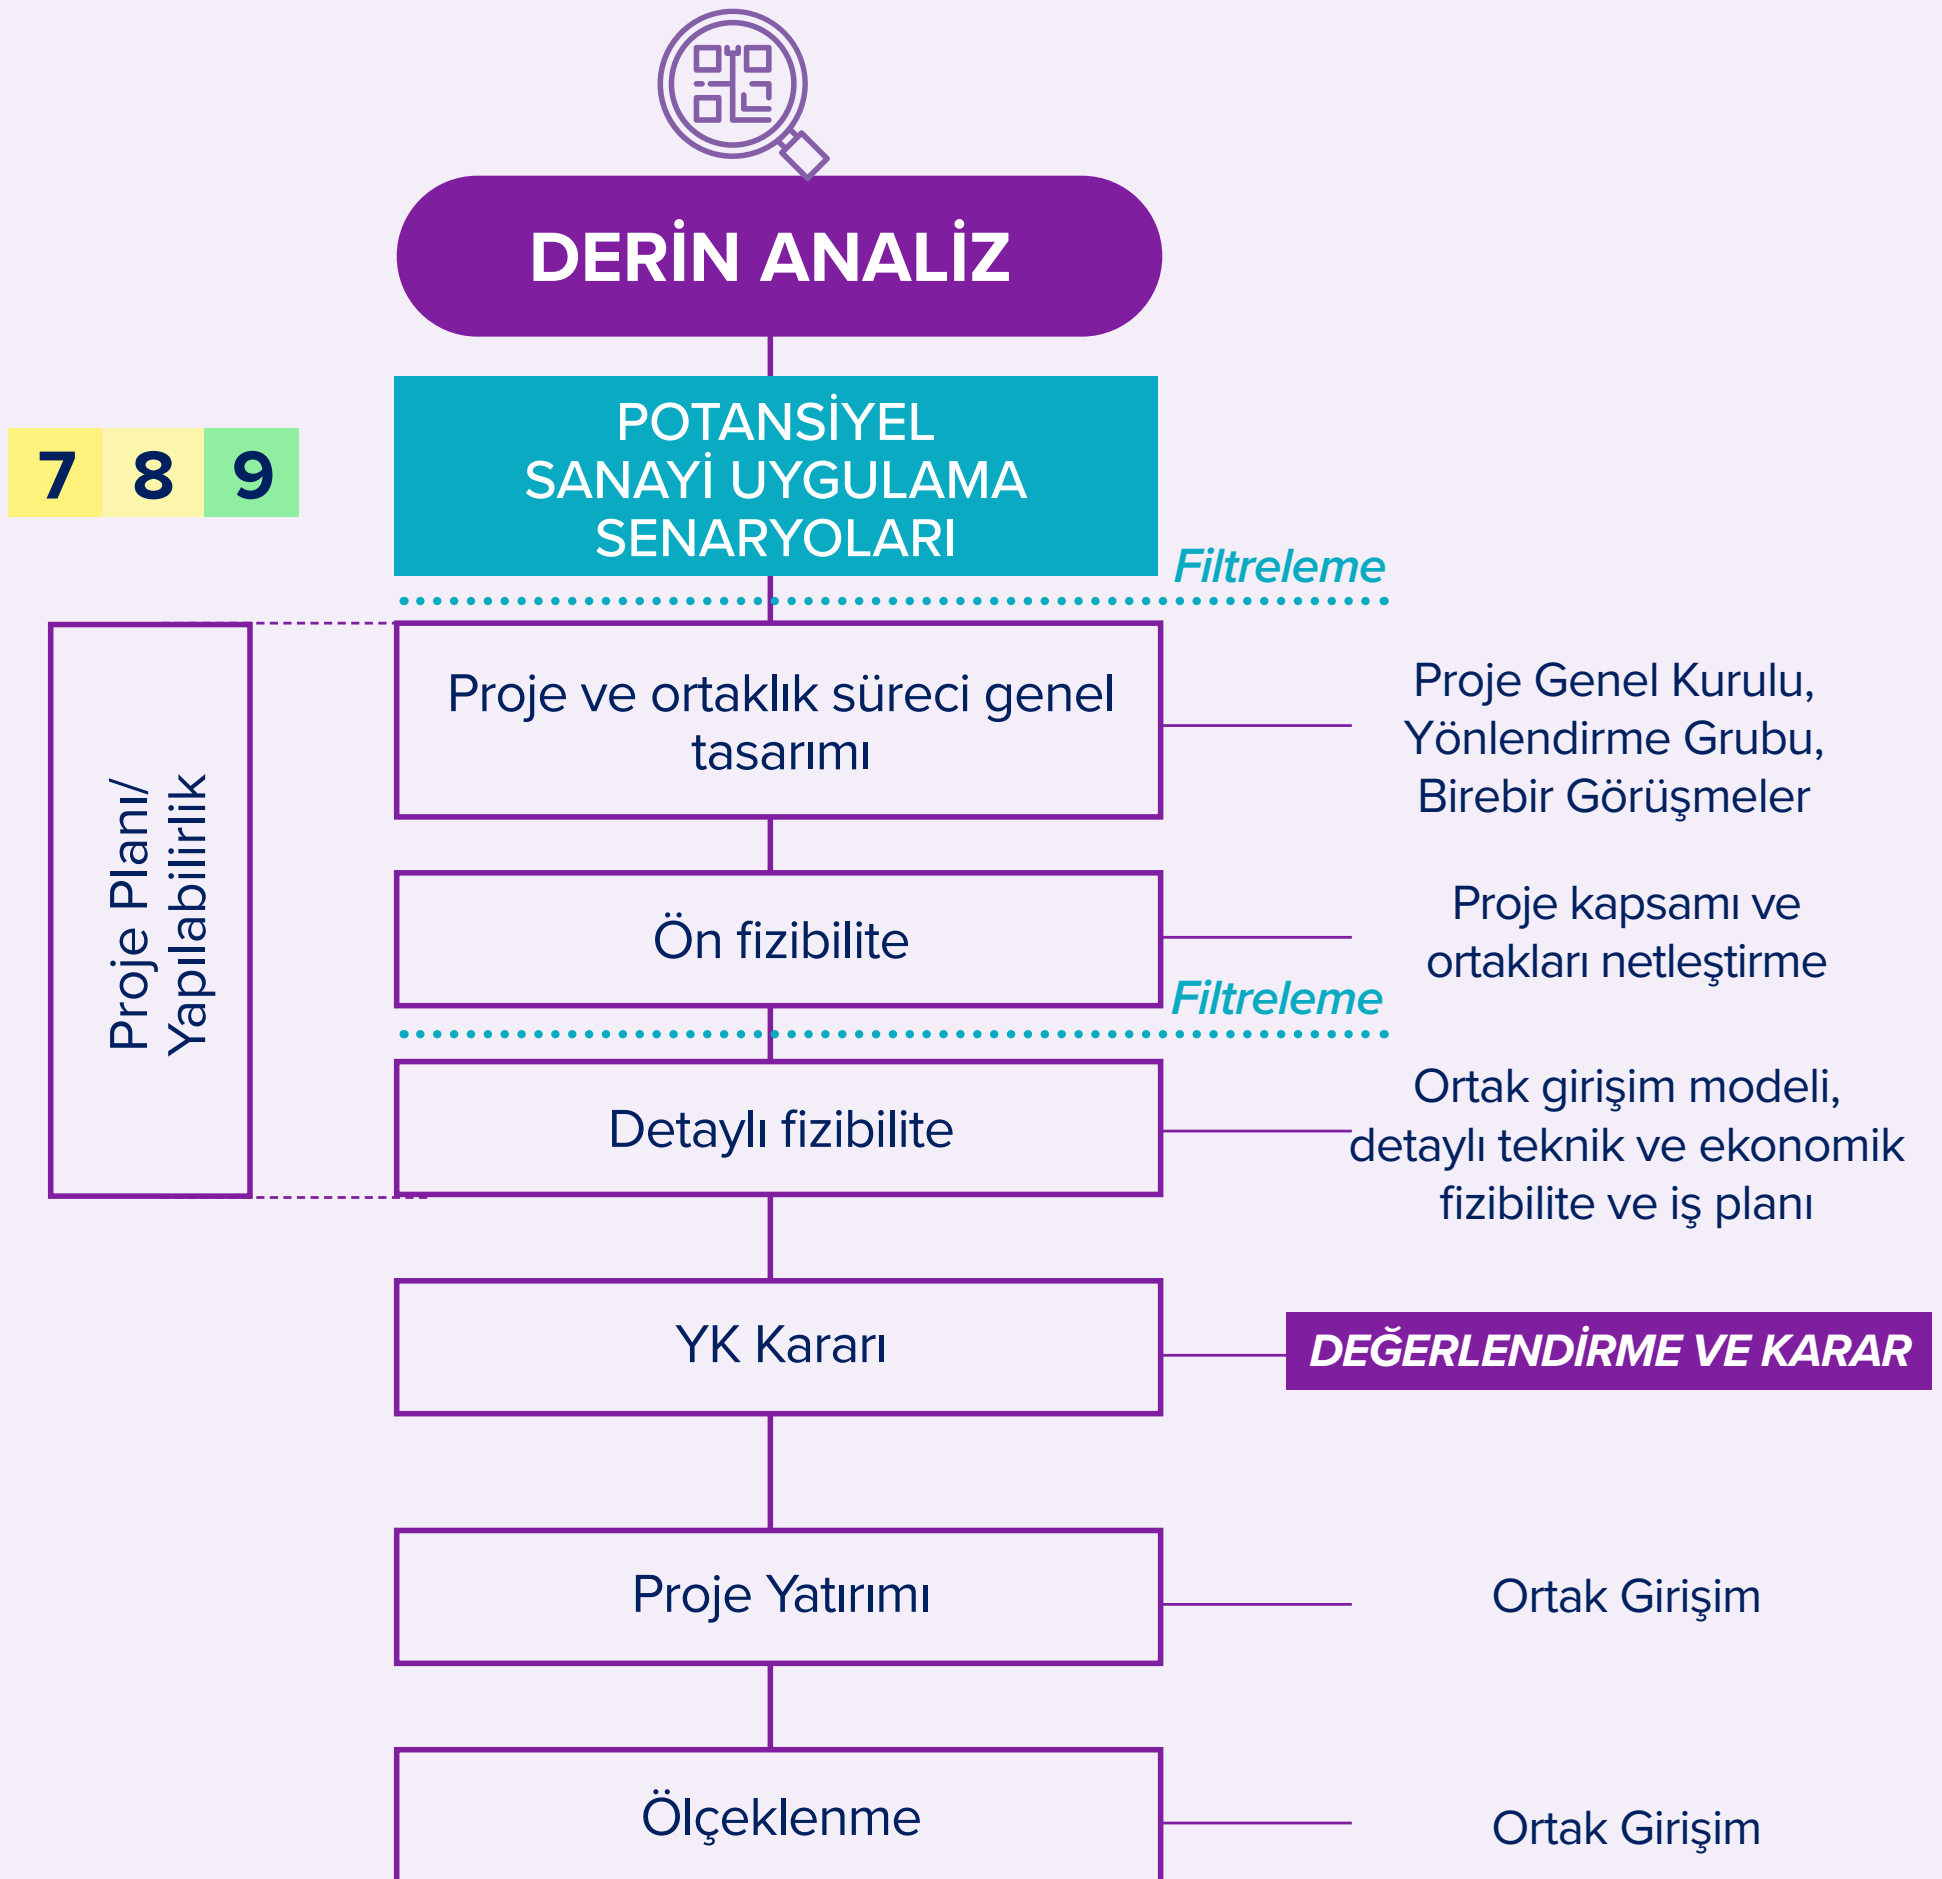 DERİN ANALİZ
POTANSİYEL
SANAYİ UYGULAMA
SENARYOLARI
7 8 9
Filtreleme
Proje Planı/
Yapılabilirlik
Proje ve ortaklık süreci genel
tasarımı
Proje Genel Kurulu,
Yönlendirme Grubu,
Birebir Görüşmeler
Ön fizibilite
Proje kapsamı ve
ortakları netleştirme
Filtreleme
Detaylı fizibilite
Ortak girişim modeli,
detaylı teknik ve ekonomik
fizibilite ve iş planı
YK Kararı
DEĞERLENDİRME VE KARAR
Proje Yatırımı
Ortak Girişim
Ölçeklenme
Ortak Girişim